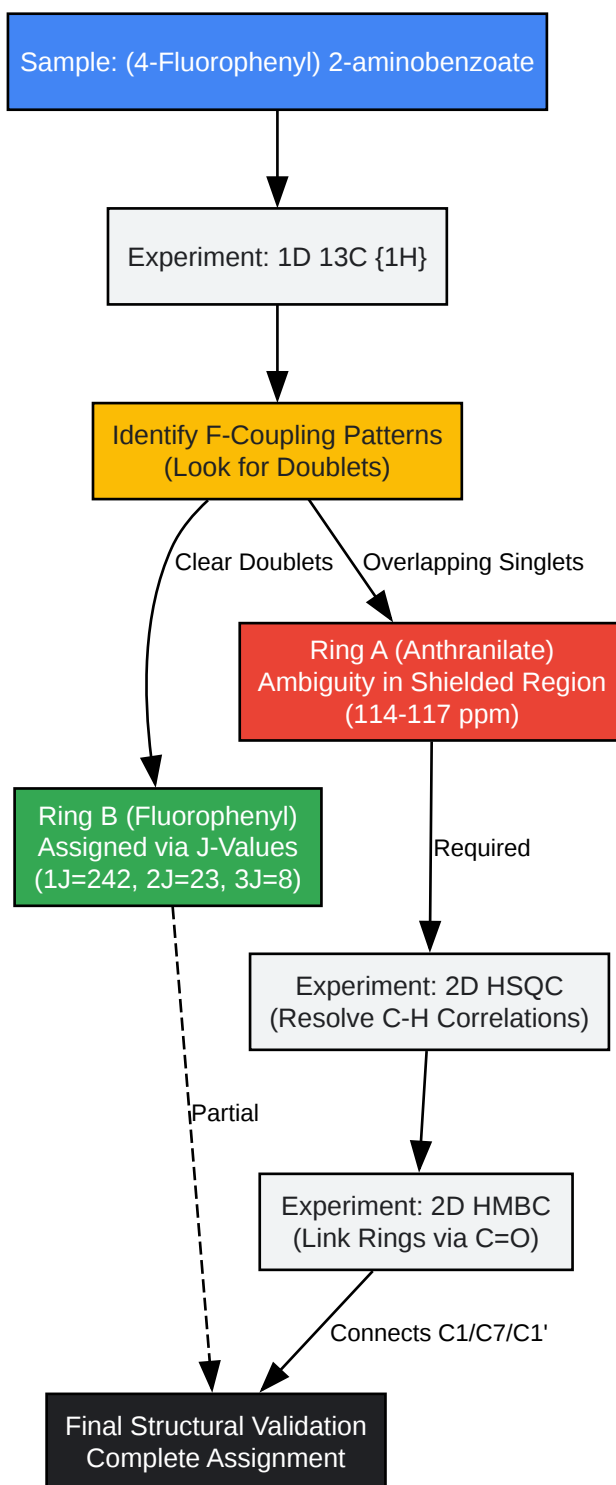 Sample: (4-Fluorophenyl) 2-aminobenzoate
Experiment: 1D 13C {1H}
Identify F-Coupling Patterns
(Look for Doublets)
Clear Doublets
Overlapping Singlets
Ring A (Anthranilate)
Ambiguity in Shielded Region
(114-117 ppm)
Ring B (Fluorophenyl)
Assigned via J-Values
(1J=242, 2J=23, 3J=8)
Required
Experiment: 2D HSQC
(Resolve C-H Correlations)
Partial
Experiment: 2D HMBC
(Link Rings via C=O)
Connects C1/C7/C1'
Final Structural Validation
Complete Assignment